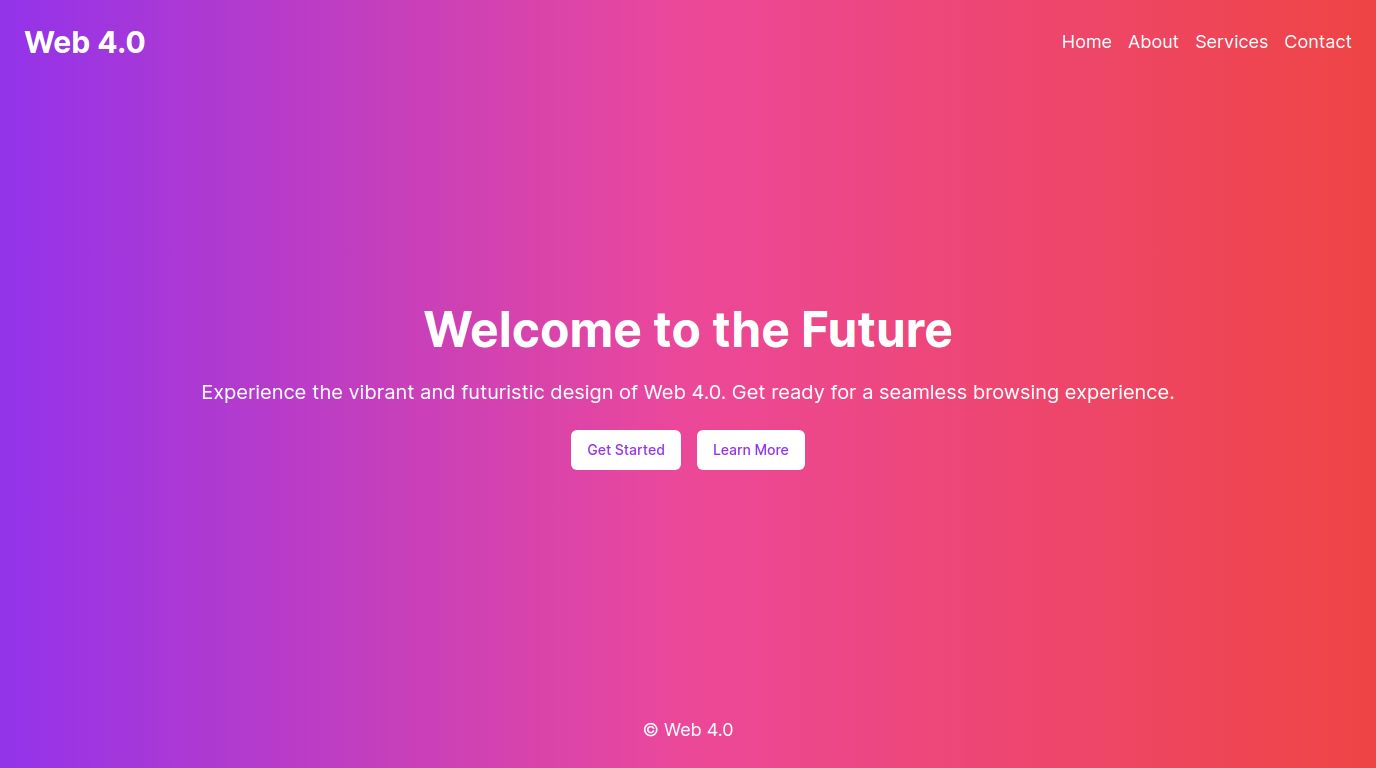 Web 4.0
Home About Services Contact
Welcome to the Future
Experience the vibrant and futuristic design of Web 4.0. Get ready for a seamless browsing experience.
Get Started Learn More
© Web 4.0